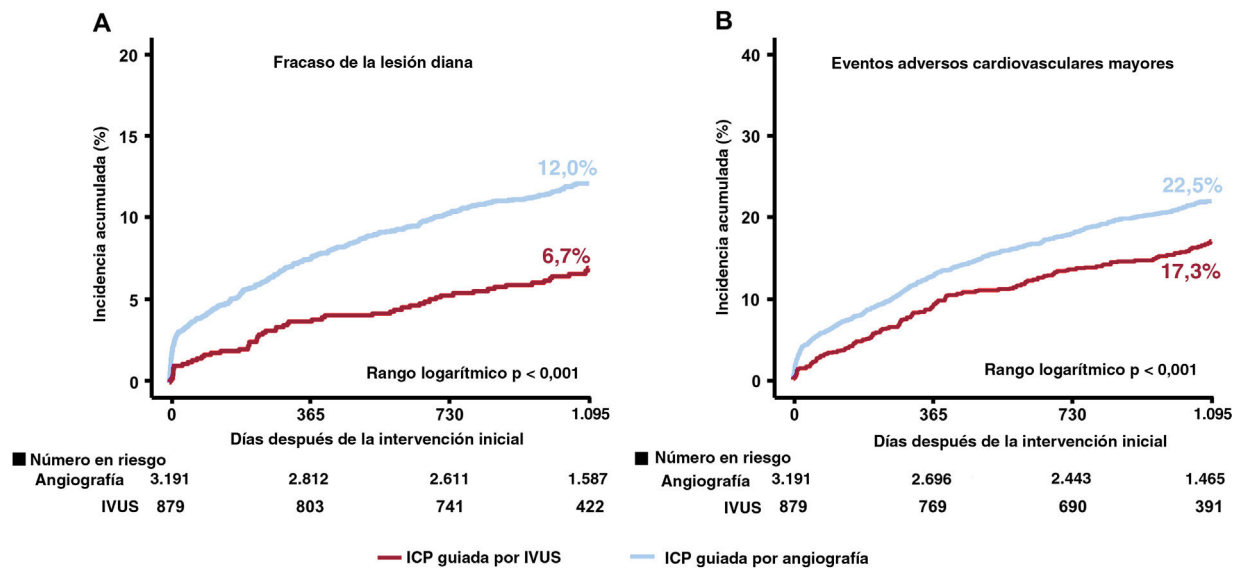 A
Fracaso de la lesión diana
Incidencia acumulada (%)
20
15
10
5
0
12,0%
6,7%
Rango logarítmico p < 0,001
0 365 730 1.095
Días después de la intervención inicial
Número en riesgo
Angiografía 3.191 2.812 2.611 1.587
IVUS 879 803 741 422
B
Eventos adversos cardiovasculares mayores
Incidencia acumulada (%)
40
30
20
10
0
22,5%
17,3%
Rango logarítmico p < 0,001
0 365 730 1.095
Días después de la intervención inicial
Número en riesgo
Angiografía 3.191 2.696 2.443 1.465
IVUS 879 769 690 391
ICP guiada por IVUS ICP guiada por angiografía